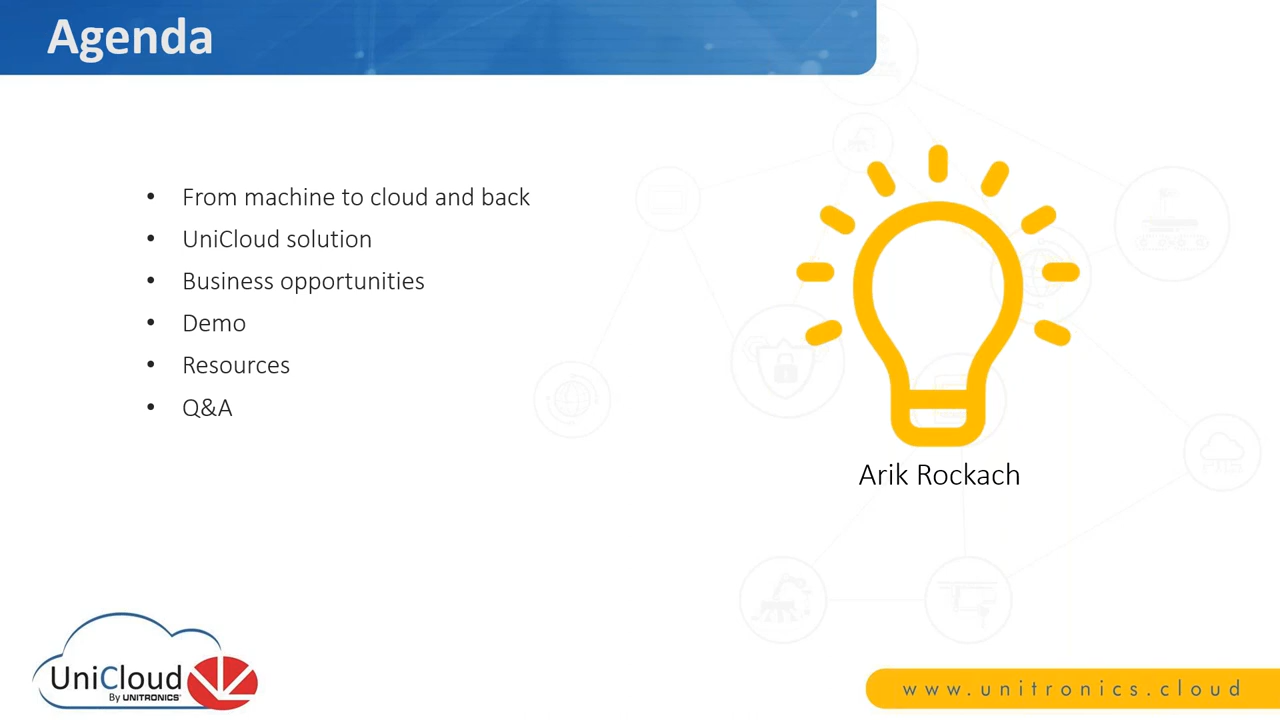 Agenda
• From machine to cloud and back
• UniCloud solution
• Business opportunities
• Demo
• Resources
• Q&A
Arik Rockach
UniCloud
By UNITRONICS
www.unitronics.cloud